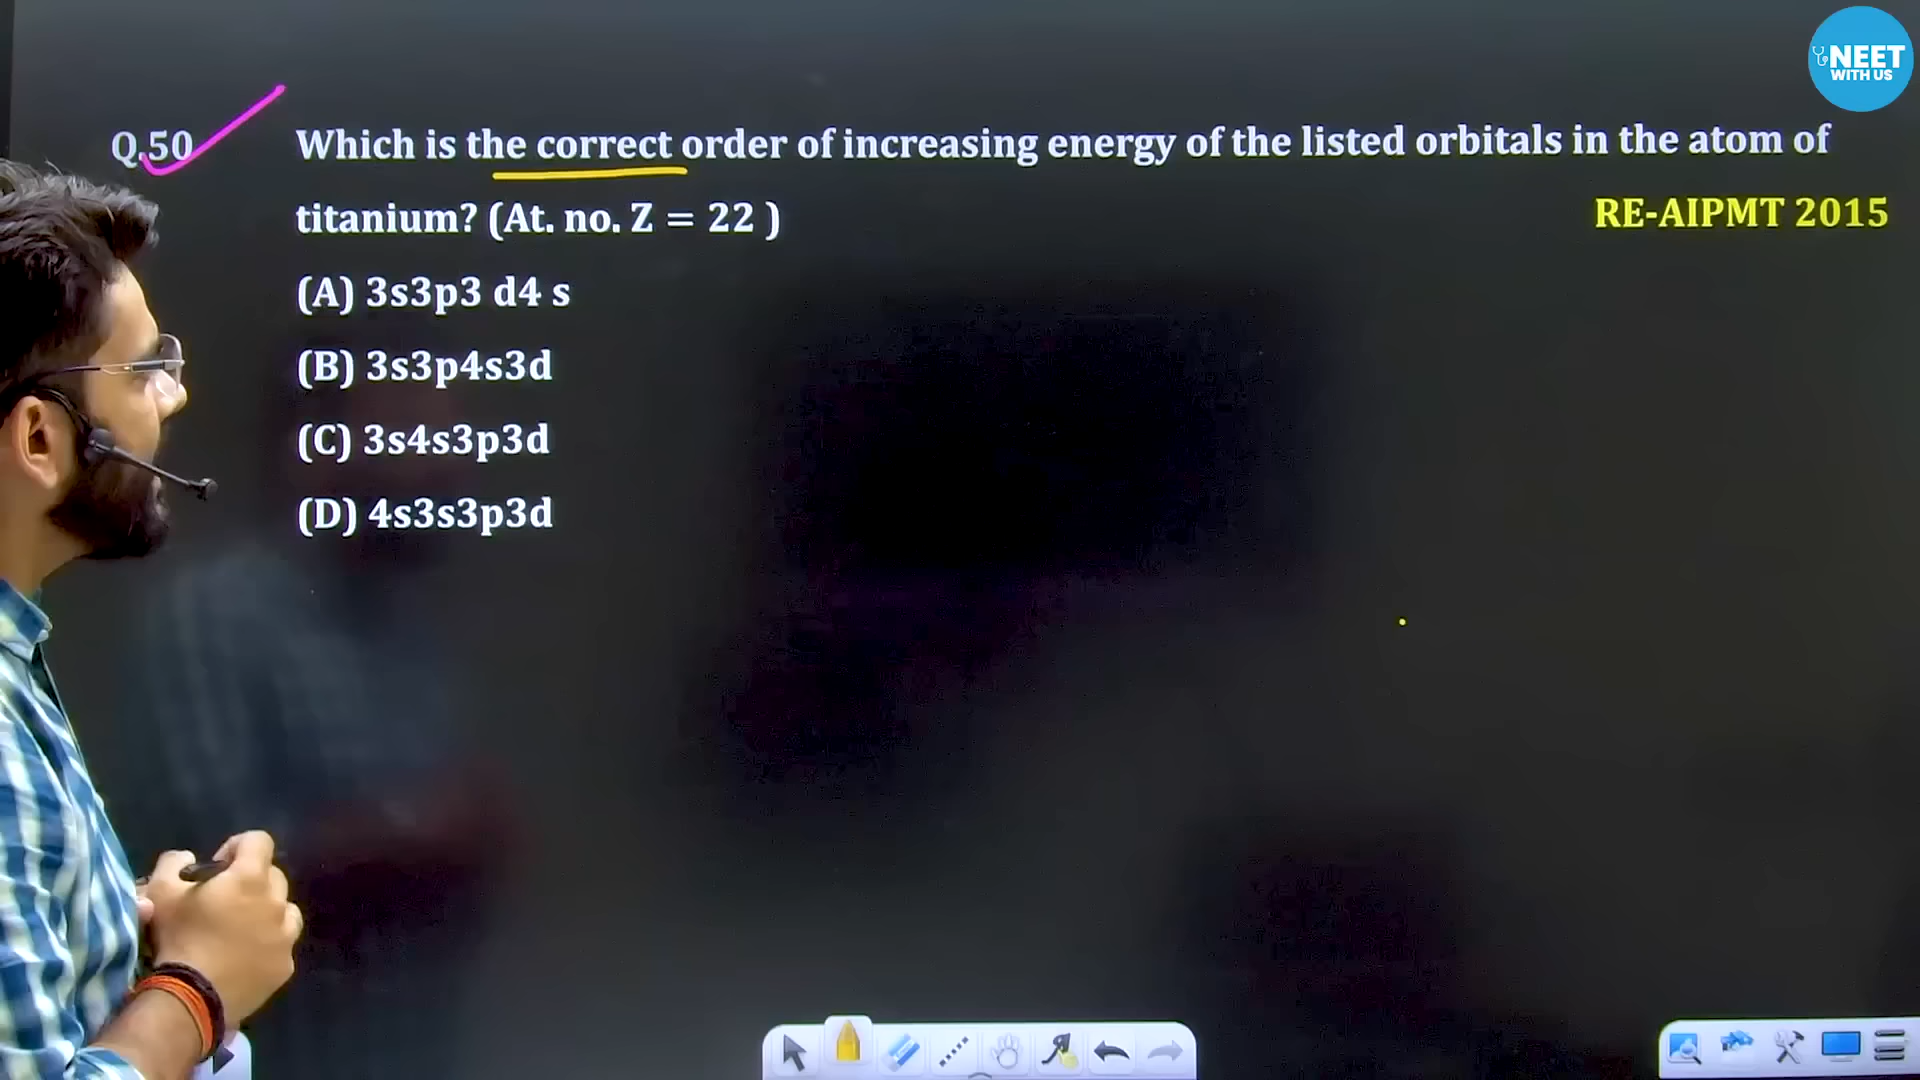 NEET
WITH US
Q.50 Which is the correct order of increasing energy of the listed orbitals in the atom of
titanium? (At. no. Z = 22 )
RE-AIPMT 2015
(A) 3s3p3 d4 s
(B) 3s3p4s3d
(C) 3s4s3p3d
(D) 4s3s3p3d